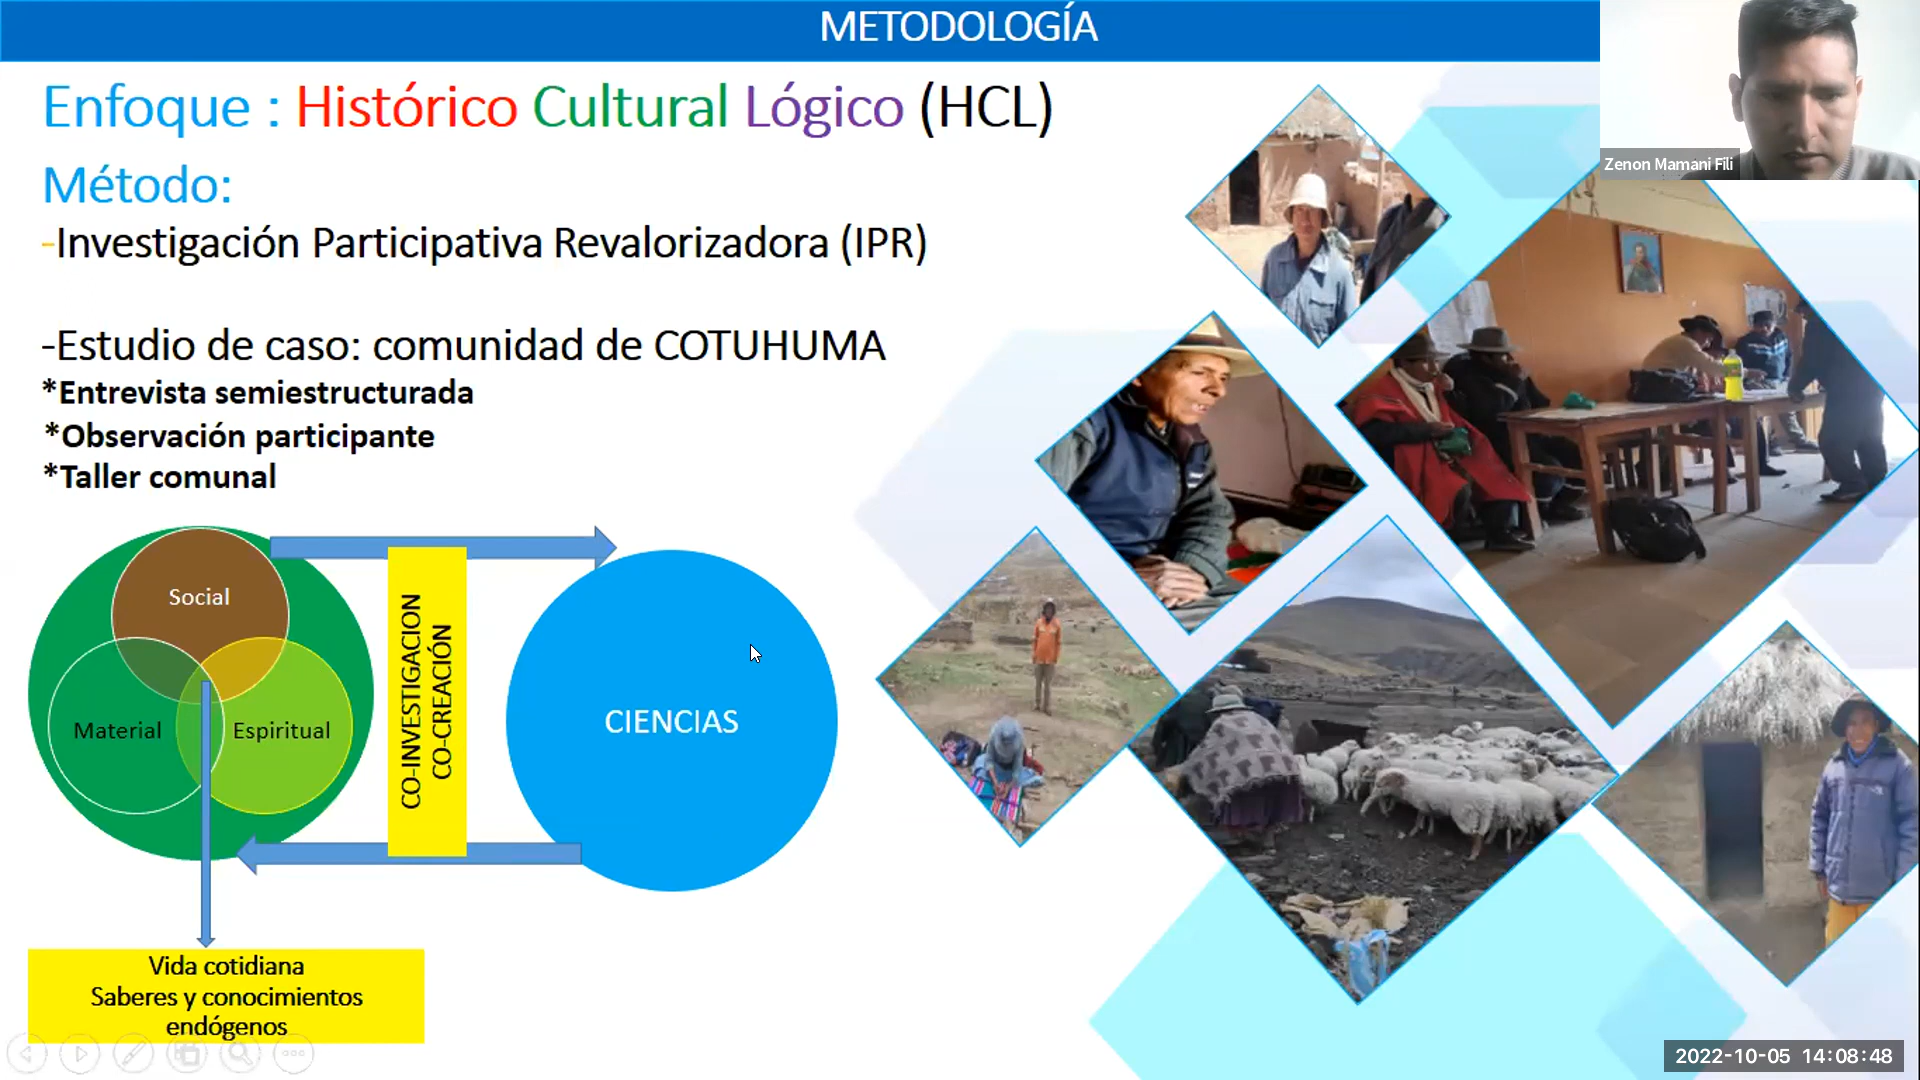 METODOLOGÍA
Enfoque : Histórico Cultural Lógico (HCL)
Método:
-Investigación Participativa Revalorizadora (IPR)
-Estudio de caso: comunidad de COTUHUMA
*Entrevista semiestructurada
*Observación participante
*Taller comunal
Social
Material
Espiritual
CO-INVESTIGACION
CO-CREACIÓN
CIENCIAS
Vida cotidiana
Saberes y conocimientos
endógenos
Zenon Mamani Fili
2022-10-05 14:08:48